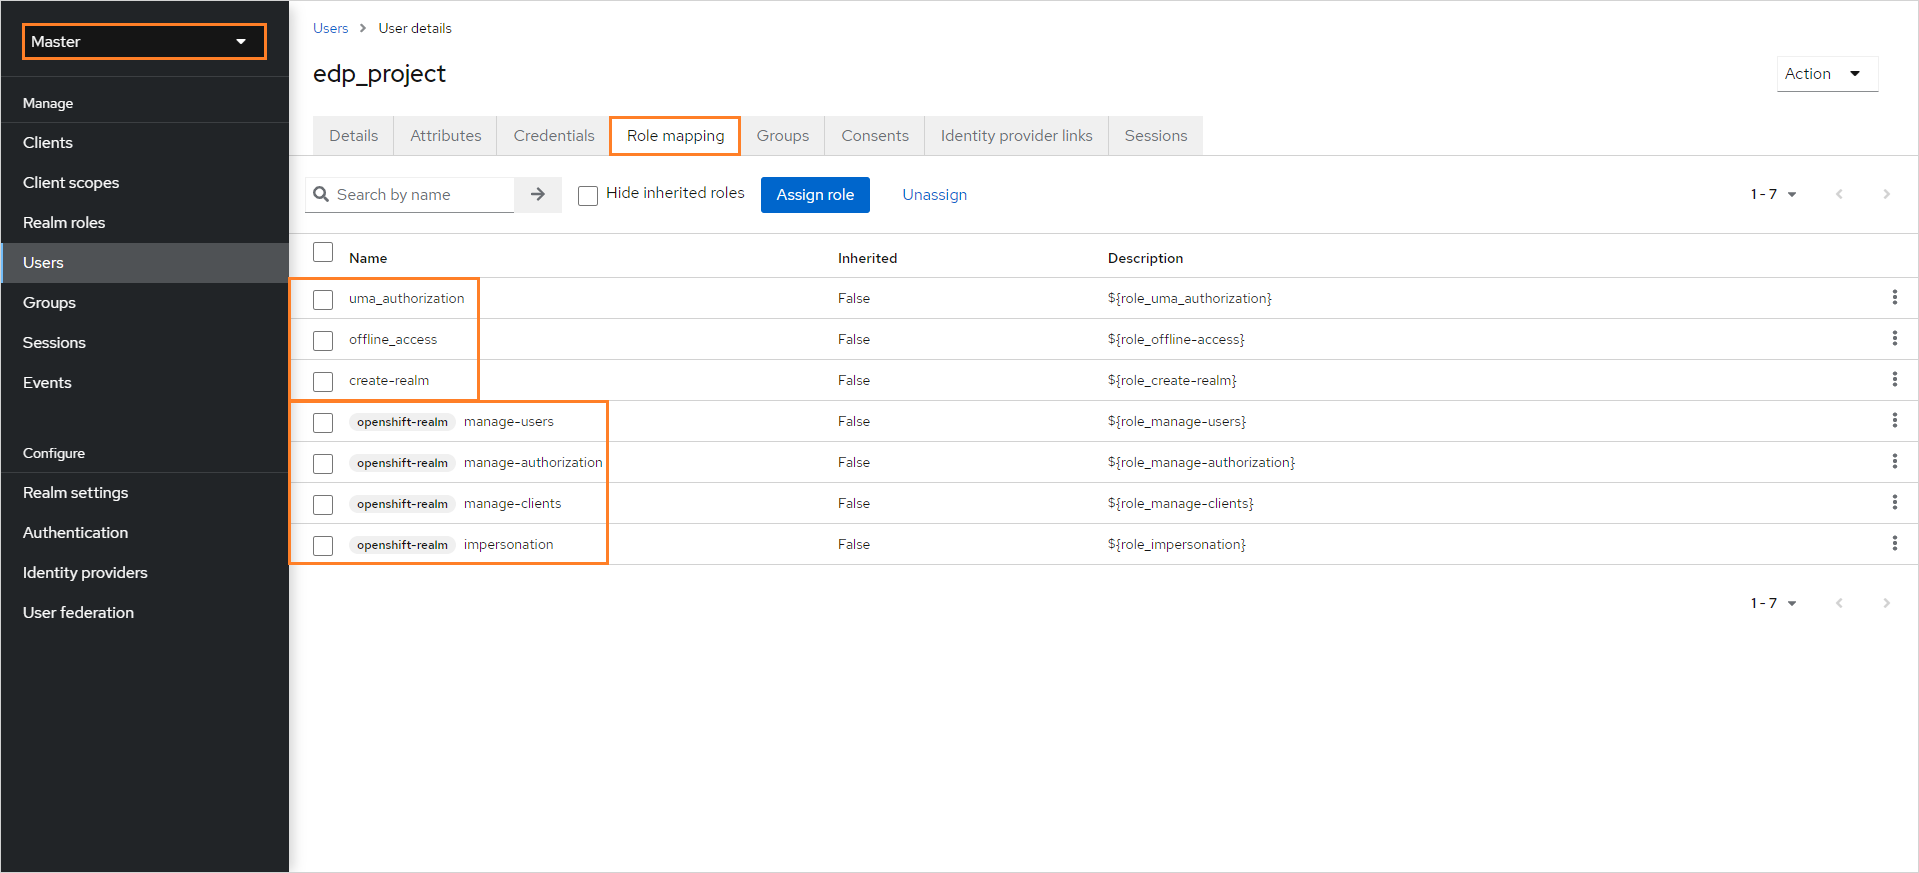 Master
Manage
Clients
Client scopes
Realm roles
Users
Groups
Sessions
Events
Configure
Realm settings
Authentication
Identity providers
User federation
Users > User details
edp_project
Action
Details Attributes Credentials Role mapping Groups Consents Identity provider links Sessions
Search by name Hide inherited roles Assign role Unassign 1 - 7
Name Inherited Description
uma_authorization False ${role_uma_authorization}
offline_access False ${role_offline-access}
create-realm False ${role_create-realm}
openshift-realm manage-users False ${role_manage-users}
openshift-realm manage-authorization False ${role_manage-authorization}
openshift-realm manage-clients False ${role_manage-clients}
openshift-realm impersonation False ${role_impersonation}
1 - 7